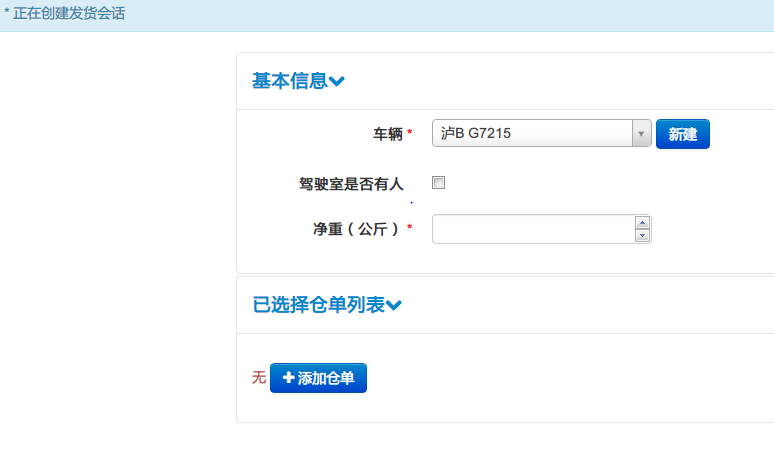 * 正在创建发货会话
基本信息
车辆 * 泸B G7215 新建
驾驶室是否有人
净重（公斤）*
已选择仓单列表
无 添加仓单